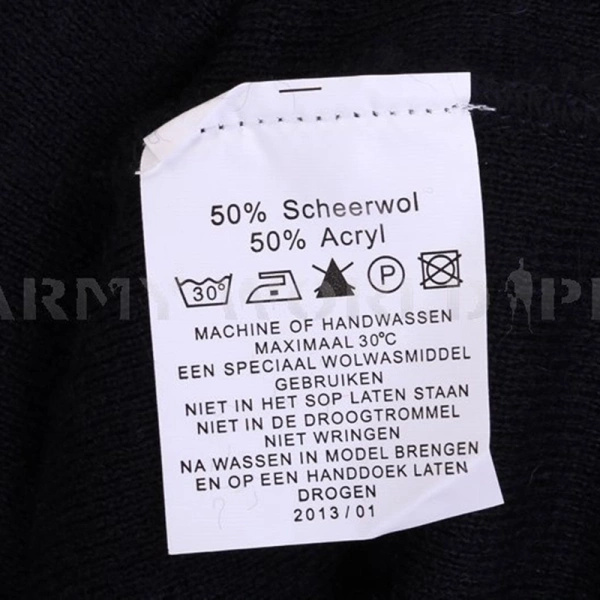 50% Scheerwol
50% Acryl
30°
P
MACHINE OF HANDWASSEN
MAXIMAAL 30°C
EEN SPECIAAL WOLWASMIDDEL
GEBRUIKEN
NIET IN HET SOP LATEN STAAN
NIET IN DE DROOGTROMMEL
NIET WRINGEN
NA WASSEN IN MODEL BRENGEN
EN OP EEN HANDDOEK LATEN
DROGEN
2013/01
ARMY WORLD